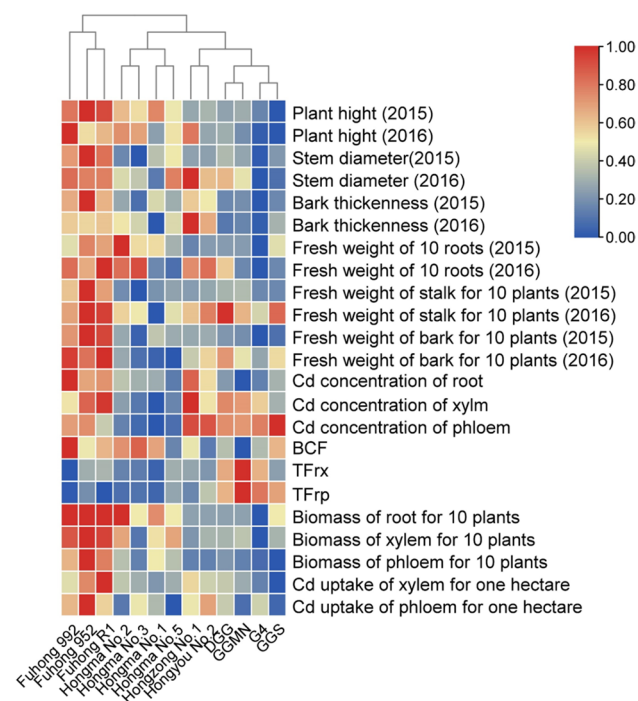 1.00
0.80
0.60
0.40
0.20
0.00
Plant hight (2015)
Plant hight (2016)
Stem diameter(2015)
Stem diameter (2016)
Bark thickenness (2015)
Bark thickenness (2016)
Fresh weight of 10 roots (2015)
Fresh weight of 10 roots (2016)
Fresh weight of stalk for 10 plants (2015)
Fresh weight of stalk for 10 plants (2016)
Fresh weight of bark for 10 plants (2015)
Fresh weight of bark for 10 plants (2016)
Cd concentration of root
Cd concentration of xylm
Cd concentration of phloem
BCF
TFrx
TFrp
Biomass of root for 10 plants
Biomass of xylem for 10 plants
Biomass of phloem for 10 plants
Cd uptake of xylem for one hectare
Cd uptake of phloem for one hectare
Fuhong 992
Fuhong 952
Fuhong R1
Hongma No.2
Hongma No.3
Hongma No.1
Hongma No.5
Hongzong No.1
Hongyou No.2
DGG
GGMN
G4
GGS